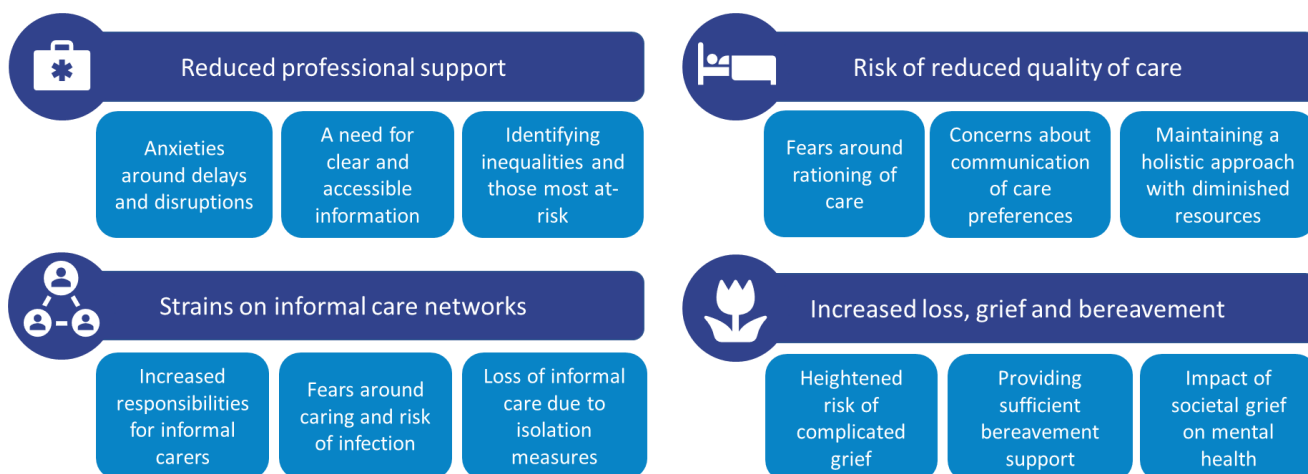 Reduced professional support
Anxieties
around delays
and disruptions
A need for
clear and
accessible
information
Identifying
inequalities and
those most at-
risk
Risk of reduced quality of care
Fears around
rationing of
care
Concerns about
communication
of care
preferences
Maintaining a
holistic approach
with diminished
resources
Strains on informal care networks
Increased
responsibilities
for informal
carers
Fears around
caring and risk
of infection
Loss of informal
care due to
isolation
measures
Increased loss, grief and bereavement
Heightened
risk of
complicated
grief
Providing
sufficient
bereavement
support
Impact of
societal grief
on mental
health